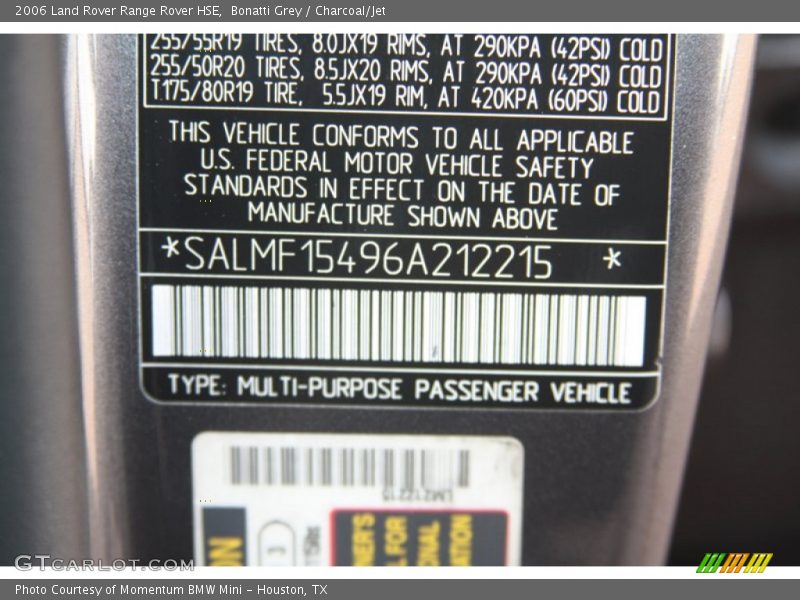 2006 Land Rover Range Rover HSE, Bonatti Grey / Charcoal/Jet
255/55R19 TIRES, 8.0JX19 RIMS, AT 290KPA (42PSI) COLD
255/50R20 TIRES, 8.5JX20 RIMS, AT 290KPA (42PSI) COLD
T175/80R19 TIRE, 5.5JX19 RIM, AT 420KPA (60PSI) COLD
THIS VEHICLE CONFORMS TO ALL APPLICABLE
U.S. FEDERAL MOTOR VEHICLE SAFETY
STANDARDS IN EFFECT ON THE DATE OF
MANUFACTURE SHOWN ABOVE
*SALMF15496A212215 *
TYPE: MULTI-PURPOSE PASSENGER VEHICLE
LM212215
GTCARLOT.COM
Photo Courtesy of Momentum BMW Mini - Houston, TX